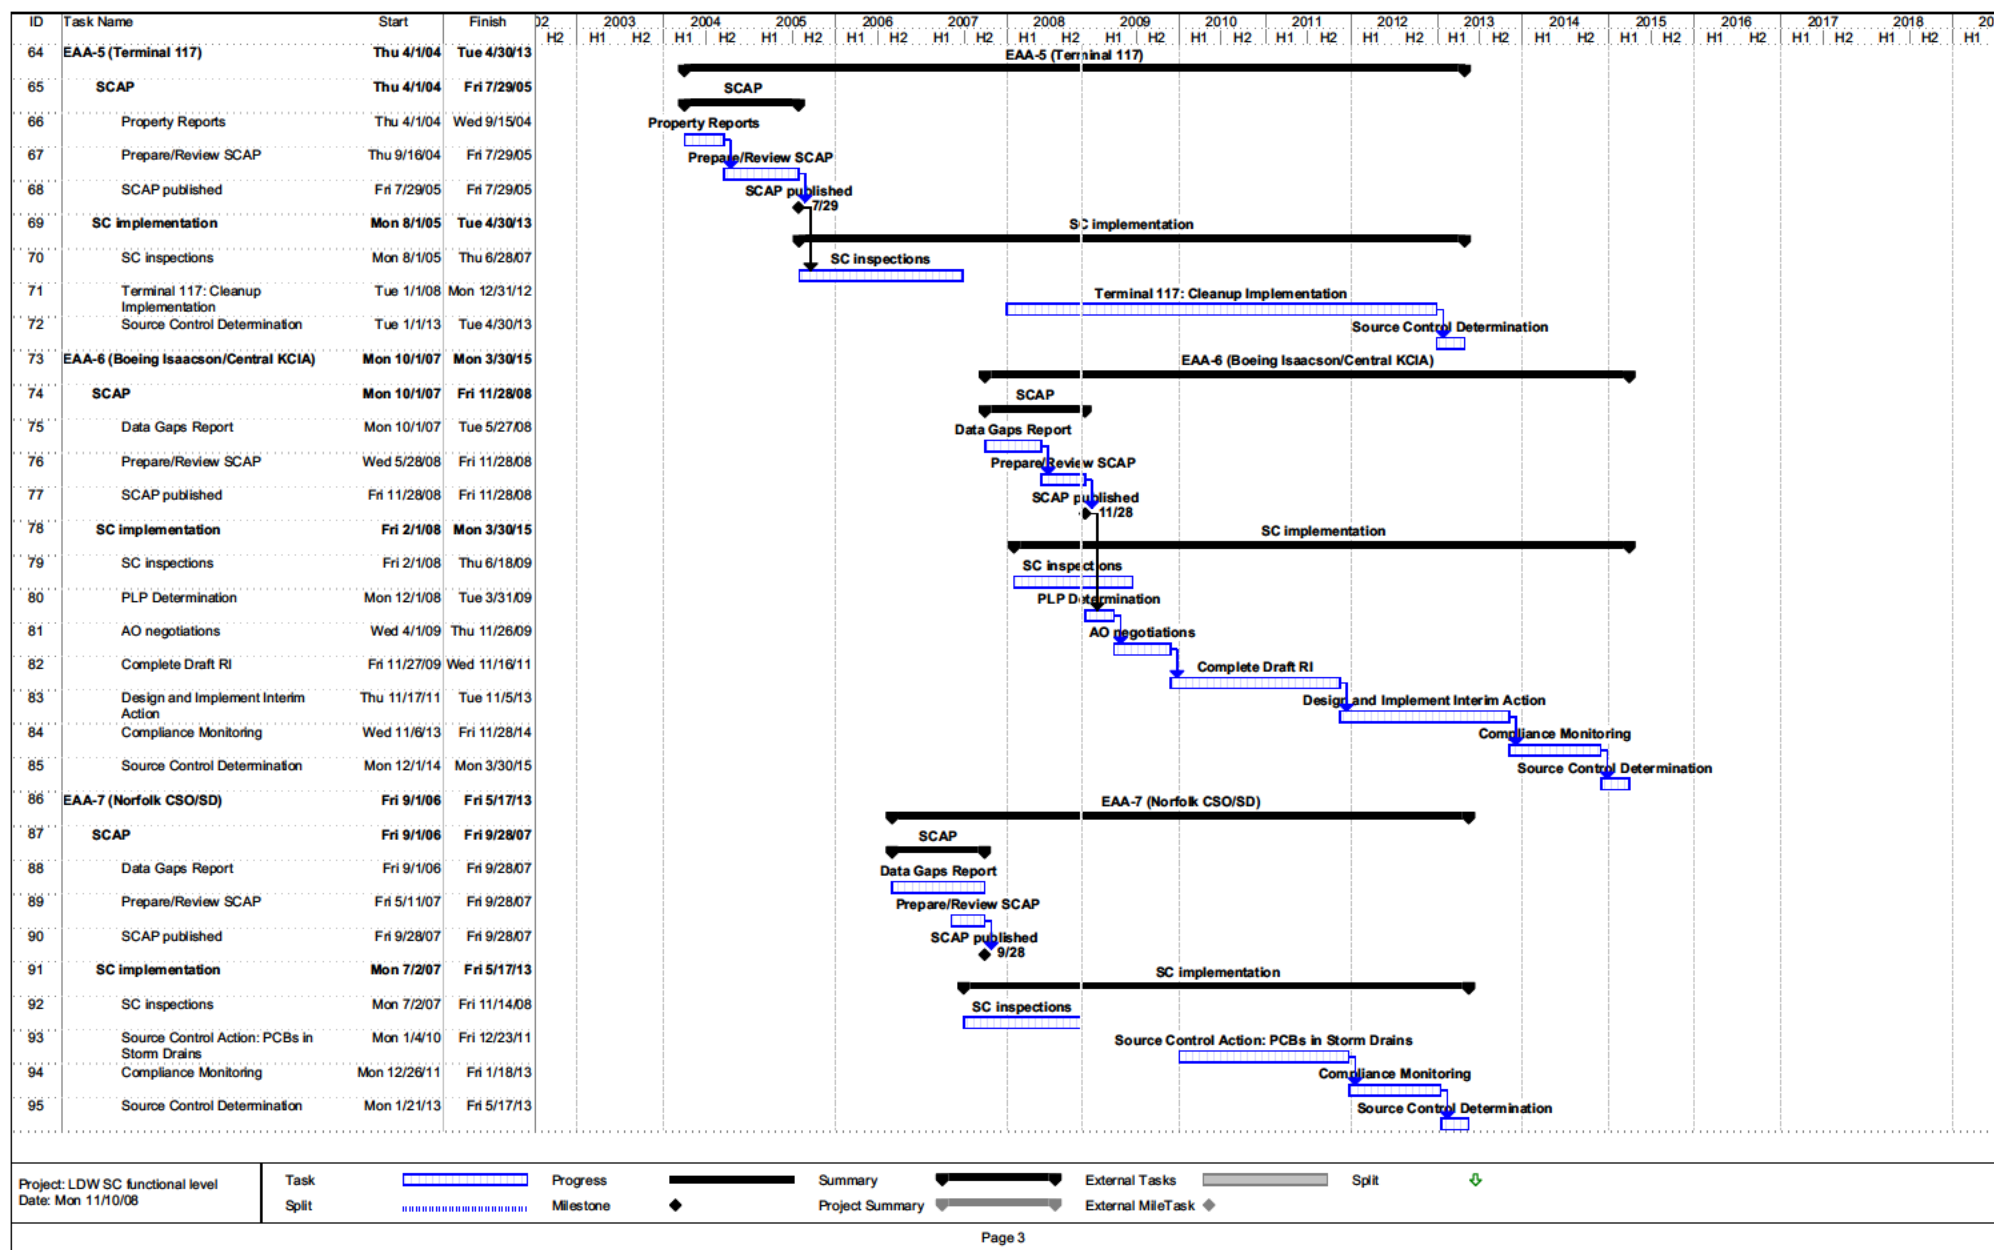 ID Task Name Start Finish 02 2003 2004 2005 2006 2007 2008 2009 2010 2011 2012 2013 2014 2015 2016 2017 2018 20
H2 H1 H2 H1 H2 H1 H2 H1 H2 H1 H2 H1 H2 H1 H2 H1 H2 H1 H2 H1 H2 H1 H2 H1 H2 H1 H2 H1 H2 H1 H2 H1 H2 H1
64 EAA-5 (Terminal 117) Thu 4/1/04 Tue 4/30/13 EAA-5 (Terminal 117)
65 SCAP Thu 4/1/04 Fri 7/29/05 SCAP
66 Property Reports Thu 4/1/04 Wed 9/15/04 Property Reports
67 Prepare/Review SCAP Thu 9/16/04 Fri 7/29/05 Prepare/Review SCAP
68 SCAP published Fri 7/29/05 Fri 7/29/05 SCAP published
7/29
69 SC implementation Mon 8/1/05 Tue 4/30/13 SC implementation
70 SC inspections Mon 8/1/05 Thu 6/28/07 SC inspections
71 Terminal 117: Cleanup Tue 1/1/08 Mon 12/31/12 Terminal 117: Cleanup Implementation
Implementation
72 Source Control Determination Tue 1/1/13 Tue 4/30/13 Source Control Determination
73 EAA-6 (Boeing Isaacson/Central KCIA) Mon 10/1/07 Mon 3/30/15 EAA-6 (Boeing Isaacson/Central KCIA)
74 SCAP Mon 10/1/07 Fri 11/28/08 SCAP
75 Data Gaps Report Mon 10/1/07 Tue 5/27/08 Data Gaps Report
76 Prepare/Review SCAP Wed 5/28/08 Fri 11/28/08 Prepare/Review SCAP
77 SCAP published Fri 11/28/08 Fri 11/28/08 SCAP published
11/28
78 SC implementation Fri 2/1/08 Mon 3/30/15 SC implementation
79 SC inspections Fri 2/1/08 Thu 6/18/09 SC inspections
80 PLP Determination Mon 12/1/08 Tue 3/31/09 PLP Determination
81 AO negotiations Wed 4/1/09 Thu 11/26/09 AO negotiations
82 Complete Draft RI Fri 11/27/09 Wed 11/16/11 Complete Draft RI
83 Design and Implement Interim Thu 11/17/11 Tue 11/5/13 Design and Implement Interim Action
Action
84 Compliance Monitoring Wed 11/6/13 Fri 11/28/14 Compliance Monitoring
85 Source Control Determination Mon 12/1/14 Mon 3/30/15 Source Control Determination
86 EAA-7 (Norfolk CSO/SD) Fri 9/1/06 Fri 5/17/13 EAA-7 (Norfolk CSO/SD)
87 SCAP Fri 9/1/06 Fri 9/28/07 SCAP
88 Data Gaps Report Fri 9/1/06 Fri 9/28/07 Data Gaps Report
89 Prepare/Review SCAP Fri 5/11/07 Fri 9/28/07 Prepare/Review SCAP
90 SCAP published Fri 9/28/07 Fri 9/28/07 SCAP published
9/28
91 SC implementation Mon 7/2/07 Fri 5/17/13 SC implementation
92 SC inspections Mon 7/2/07 Fri 11/14/08 SC inspections
93 Source Control Action: PCBs in Mon 1/4/10 Fri 12/23/11 Source Control Action: PCBs in Storm Drains
Storm Drains
94 Compliance Monitoring Mon 12/26/11 Fri 1/18/13 Compliance Monitoring
95 Source Control Determination Mon 1/21/13 Fri 5/17/13 Source Control Determination
Project: LDW SC functional level
Date: Mon 11/10/08
Task Progress Summary External Tasks Split
Split Milestone Project Summary External MileTask
Page 3